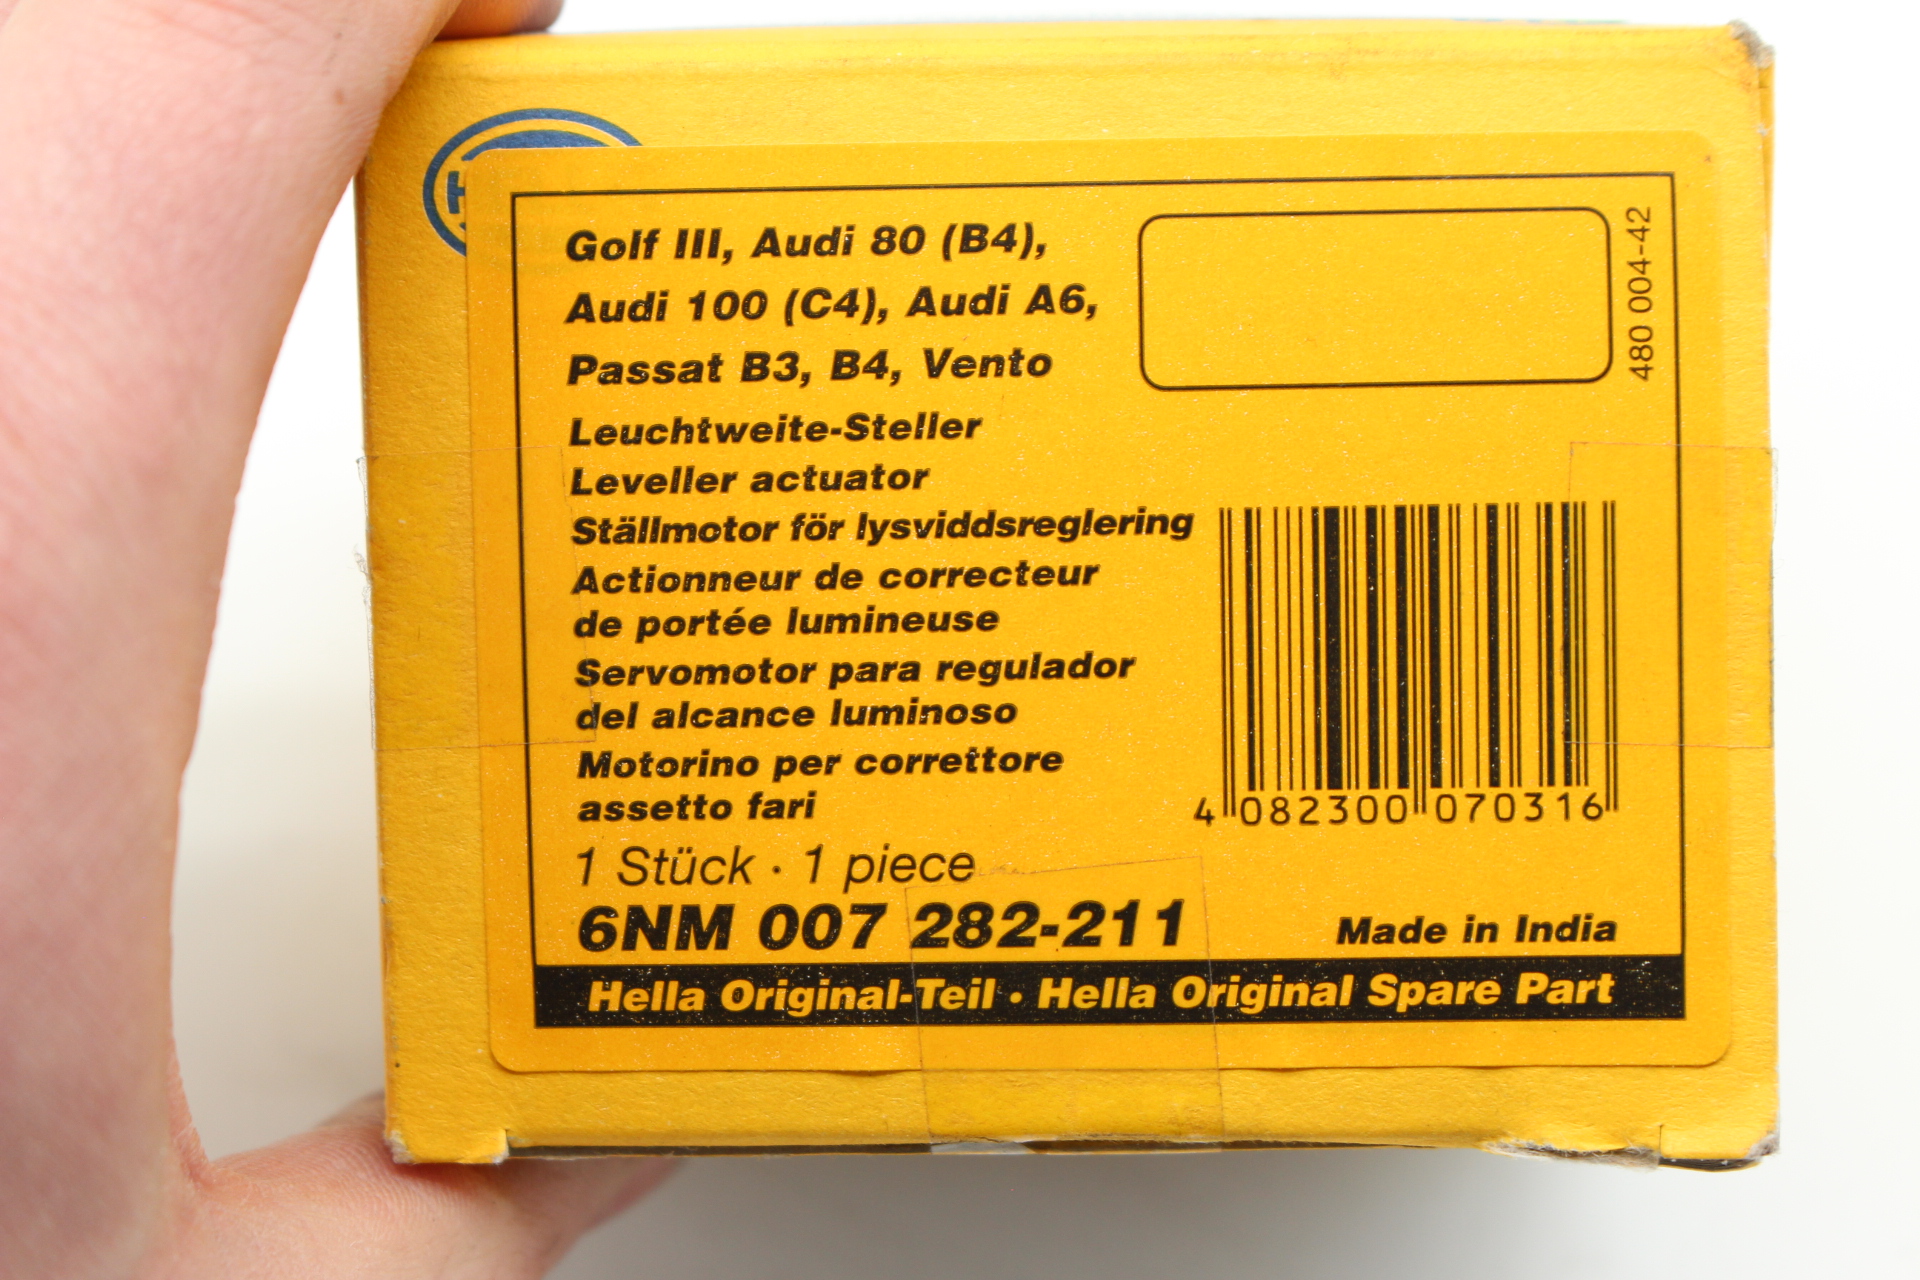 Golf III, Audi 80 (B4),
Audi 100 (C4), Audi A6,
Passat B3, B4, Vento
480 004-42
Leuchtweite-Steller
Leveller actuator
Ställmotor för lysviddsreglering
Actionneur de correcteur
de portée lumineuse
Servomotor para regulador
del alcance luminoso
Motorino per correttore
assetto fari
4 082300 070316
1 Stück · 1 piece
6NM 007 282-211
Made in India
Hella Original-Teil · Hella Original Spare Part